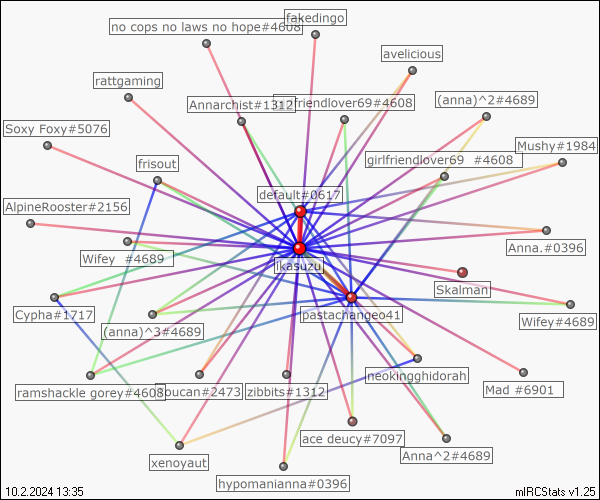 fakedingo
no cops no laws no hope#4608
avelicious
rattgaming
(anna)^2#4689
Annarchist#1312
friendlover69#4608
Soxy Foxy#5076
Mushy#1984
frisout
girlfriendlover69 #4608
default#0617
AlpineRooster#2156
Anna.#0396
Wifey #4689
ikasuzu
Skalman
Cypha#1717
pastachangeo41
Wifey#4689
(anna)^3#4689
neokingghidorah
ramshackle gorey#4608
oucan#2473
zibbits#1312
Mad #6901
ace deucy#7097
Anna^2#4689
xenoyaut
hypomanianna#0396
10.2.2024 13:35
mIRCStats v1.25